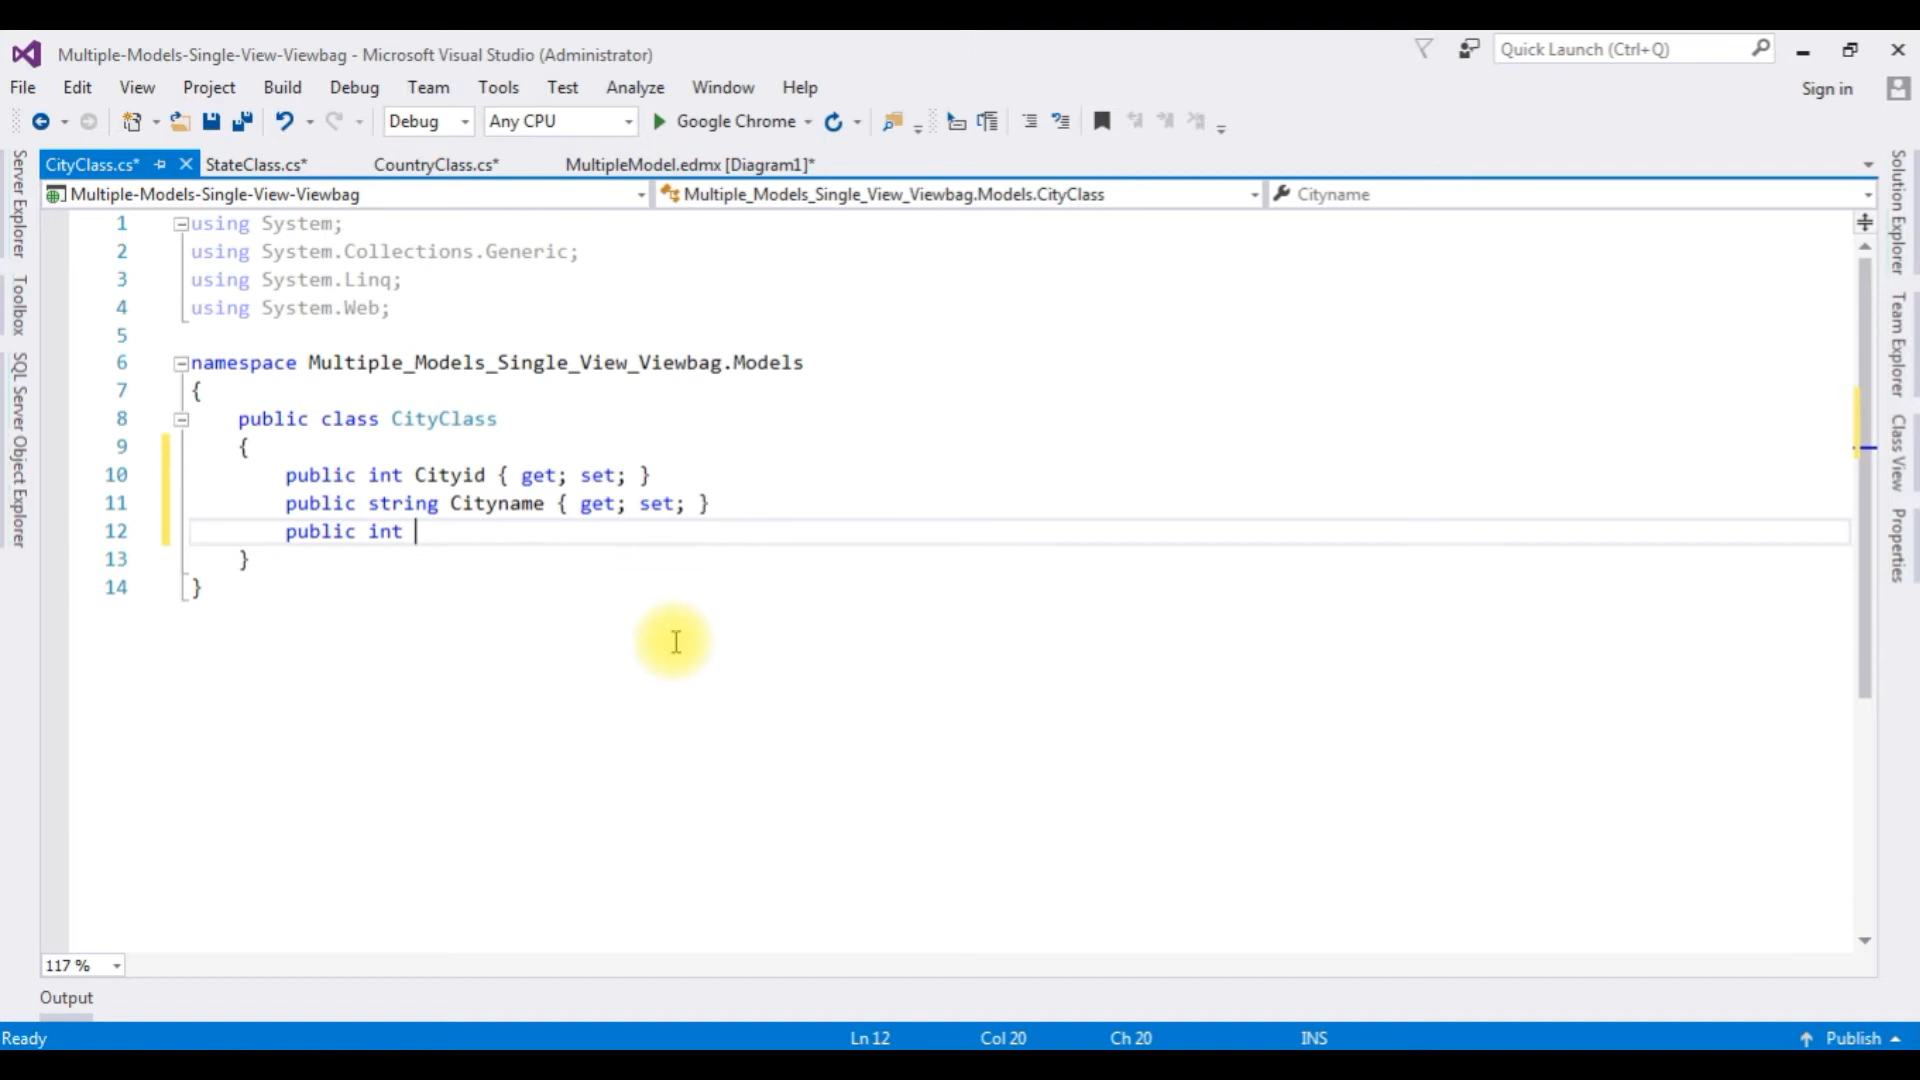 Multiple-Models-Single-View-Viewbag - Microsoft Visual Studio (Administrator)
Quick Launch (Ctrl+Q)
File Edit View Project Build Debug Team Tools Test Analyze Window Help
Sign in
Debug Any CPU Google Chrome
CityClass.cs* StateClass.cs* CountryClass.cs* MultipleModel.edmx [Diagram1]*
Multiple-Models-Single-View-Viewbag Multiple_Models_Single_View_Viewbag.Models.CityClass Cityname
Server Explorer
Toolbox
SQL Server Object Explorer
1 using System;
2 using System.Collections.Generic;
3 using System.Linq;
4 using System.Web;
5
6 namespace Multiple_Models_Single_View_Viewbag.Models
7 {
8 public class CityClass
9 {
10 public int Cityid { get; set; }
11 public string Cityname { get; set; }
12 public int
13 }
14 }
Solution Explorer
Team Explorer
Class View
Properties
117 %
Output
Ready Ln 12 Col 20 Ch 20 INS Publish